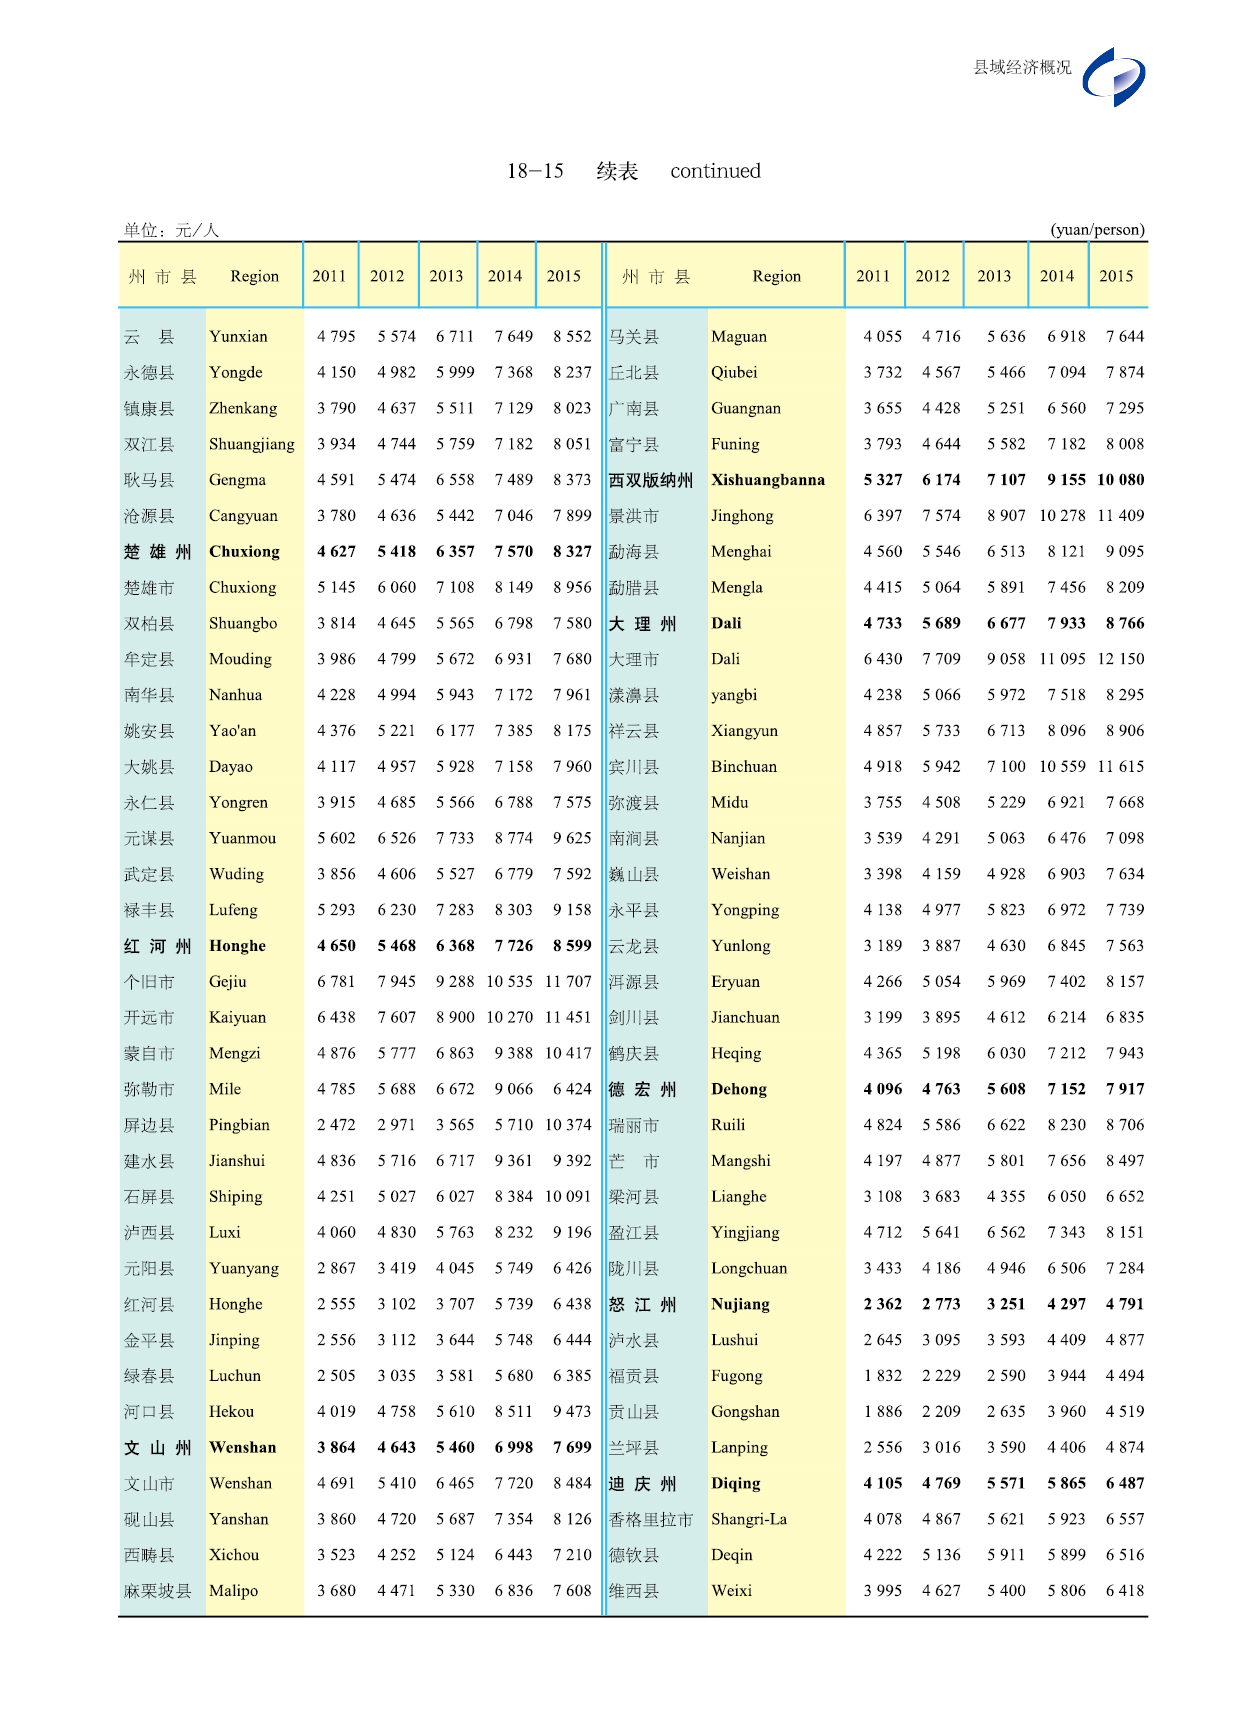 县域经济概况
18-15 续表 continued
单位：元/人 (yuan/person)
州 市 县 Region 2011 2012 2013 2014 2015 州 市 县 Region 2011 2012 2013 2014 2015
云 县 Yunxian 4 795 5 574 6 711 7 649 8 552 马关县 Maguan 4 055 4 716 5 636 6 918 7 644
永德县 Yongde 4 150 4 982 5 999 7 368 8 237 丘北县 Qiubei 3 732 4 567 5 466 7 094 7 874
镇康县 Zhenkang 3 790 4 637 5 511 7 129 8 023 广南县 Guangnan 3 655 4 428 5 251 6 560 7 295
双江县 Shuangjiang 3 934 4 744 5 759 7 182 8 051 富宁县 Funing 3 793 4 644 5 582 7 182 8 008
耿马县 Gengma 4 591 5 474 6 558 7 489 8 373 西双版纳州 Xishuangbanna 5 327 6 174 7 107 9 155 10 080
沧源县 Cangyuan 3 780 4 636 5 442 7 046 7 899 景洪市 Jinghong 6 397 7 574 8 907 10 278 11 409
楚 雄 州 Chuxiong 4 627 5 418 6 357 7 570 8 327 勐海县 Menghai 4 560 5 546 6 513 8 121 9 095
楚雄市 Chuxiong 5 145 6 060 7 108 8 149 8 956 勐腊县 Mengla 4 415 5 064 5 891 7 456 8 209
双柏县 Shuangbo 3 814 4 645 5 565 6 798 7 580 大 理 州 Dali 4 733 5 689 6 677 7 933 8 766
牟定县 Mouding 3 986 4 799 5 672 6 931 7 680 大理市 Dali 6 430 7 709 9 058 11 095 12 150
南华县 Nanhua 4 228 4 994 5 943 7 172 7 961 漾濞县 yangbi 4 238 5 066 5 972 7 518 8 295
姚安县 Yao'an 4 376 5 221 6 177 7 385 8 175 祥云县 Xiangyun 4 857 5 733 6 713 8 096 8 906
大姚县 Dayao 4 117 4 957 5 928 7 158 7 960 宾川县 Binchuan 4 918 5 942 7 100 10 559 11 615
永仁县 Yongren 3 915 4 685 5 566 6 788 7 575 弥渡县 Midu 3 755 4 508 5 229 6 921 7 668
元谋县 Yuanmou 5 602 6 526 7 733 8 774 9 625 南涧县 Nanjian 3 539 4 291 5 063 6 476 7 098
武定县 Wuding 3 856 4 606 5 527 6 779 7 592 巍山县 Weishan 3 398 4 159 4 928 6 903 7 634
禄丰县 Lufeng 5 293 6 230 7 283 8 303 9 158 永平县 Yongping 4 138 4 977 5 823 6 972 7 739
红 河 州 Honghe 4 650 5 468 6 368 7 726 8 599 云龙县 Yunlong 3 189 3 887 4 630 6 845 7 563
个旧市 Gejiu 6 781 7 945 9 288 10 535 11 707 洱源县 Eryuan 4 266 5 054 5 969 7 402 8 157
开远市 Kaiyuan 6 438 7 607 8 900 10 270 11 451 剑川县 Jianchuan 3 199 3 895 4 612 6 214 6 835
蒙自市 Mengzi 4 876 5 777 6 863 9 388 10 417 鹤庆县 Heqing 4 365 5 198 6 030 7 212 7 943
弥勒市 Mile 4 785 5 688 6 672 9 066 6 424 德 宏 州 Dehong 4 096 4 763 5 608 7 152 7 917
屏边县 Pingbian 2 472 2 971 3 565 5 710 10 374 瑞丽市 Ruili 4 824 5 586 6 622 8 230 8 706
建水县 Jianshui 4 836 5 716 6 717 9 361 9 392 芒 市 Mangshi 4 197 4 877 5 801 7 656 8 497
石屏县 Shiping 4 251 5 027 6 027 8 384 10 091 梁河县 Lianghe 3 108 3 683 4 355 6 050 6 652
泸西县 Luxi 4 060 4 830 5 763 8 232 9 196 盈江县 Yingjiang 4 712 5 641 6 562 7 343 8 151
元阳县 Yuanyang 2 867 3 419 4 045 5 749 6 426 陇川县 Longchuan 3 433 4 186 4 946 6 506 7 284
红河县 Honghe 2 555 3 102 3 707 5 739 6 438 怒 江 州 Nujiang 2 362 2 773 3 251 4 297 4 791
金平县 Jinping 2 556 3 112 3 644 5 748 6 444 泸水县 Lushui 2 645 3 095 3 593 4 409 4 877
绿春县 Luchun 2 505 3 035 3 581 5 680 6 385 福贡县 Fugong 1 832 2 229 2 590 3 944 4 494
河口县 Hekou 4 019 4 758 5 610 8 511 9 473 贡山县 Gongshan 1 886 2 209 2 635 3 960 4 519
文 山 州 Wenshan 3 864 4 643 5 460 6 998 7 699 兰坪县 Lanping 2 556 3 016 3 590 4 406 4 874
文山市 Wenshan 4 691 5 410 6 465 7 720 8 484 迪 庆 州 Diqing 4 105 4 769 5 571 5 865 6 487
砚山县 Yanshan 3 860 4 720 5 687 7 354 8 126 香格里拉市 Shangri-La 4 078 4 867 5 621 5 923 6 557
西畴县 Xichou 3 523 4 252 5 124 6 443 7 210 德钦县 Deqin 4 222 5 136 5 911 5 899 6 516
麻栗坡县 Malipo 3 680 4 471 5 330 6 836 7 608 维西县 Weixi 3 995 4 627 5 400 5 806 6 418